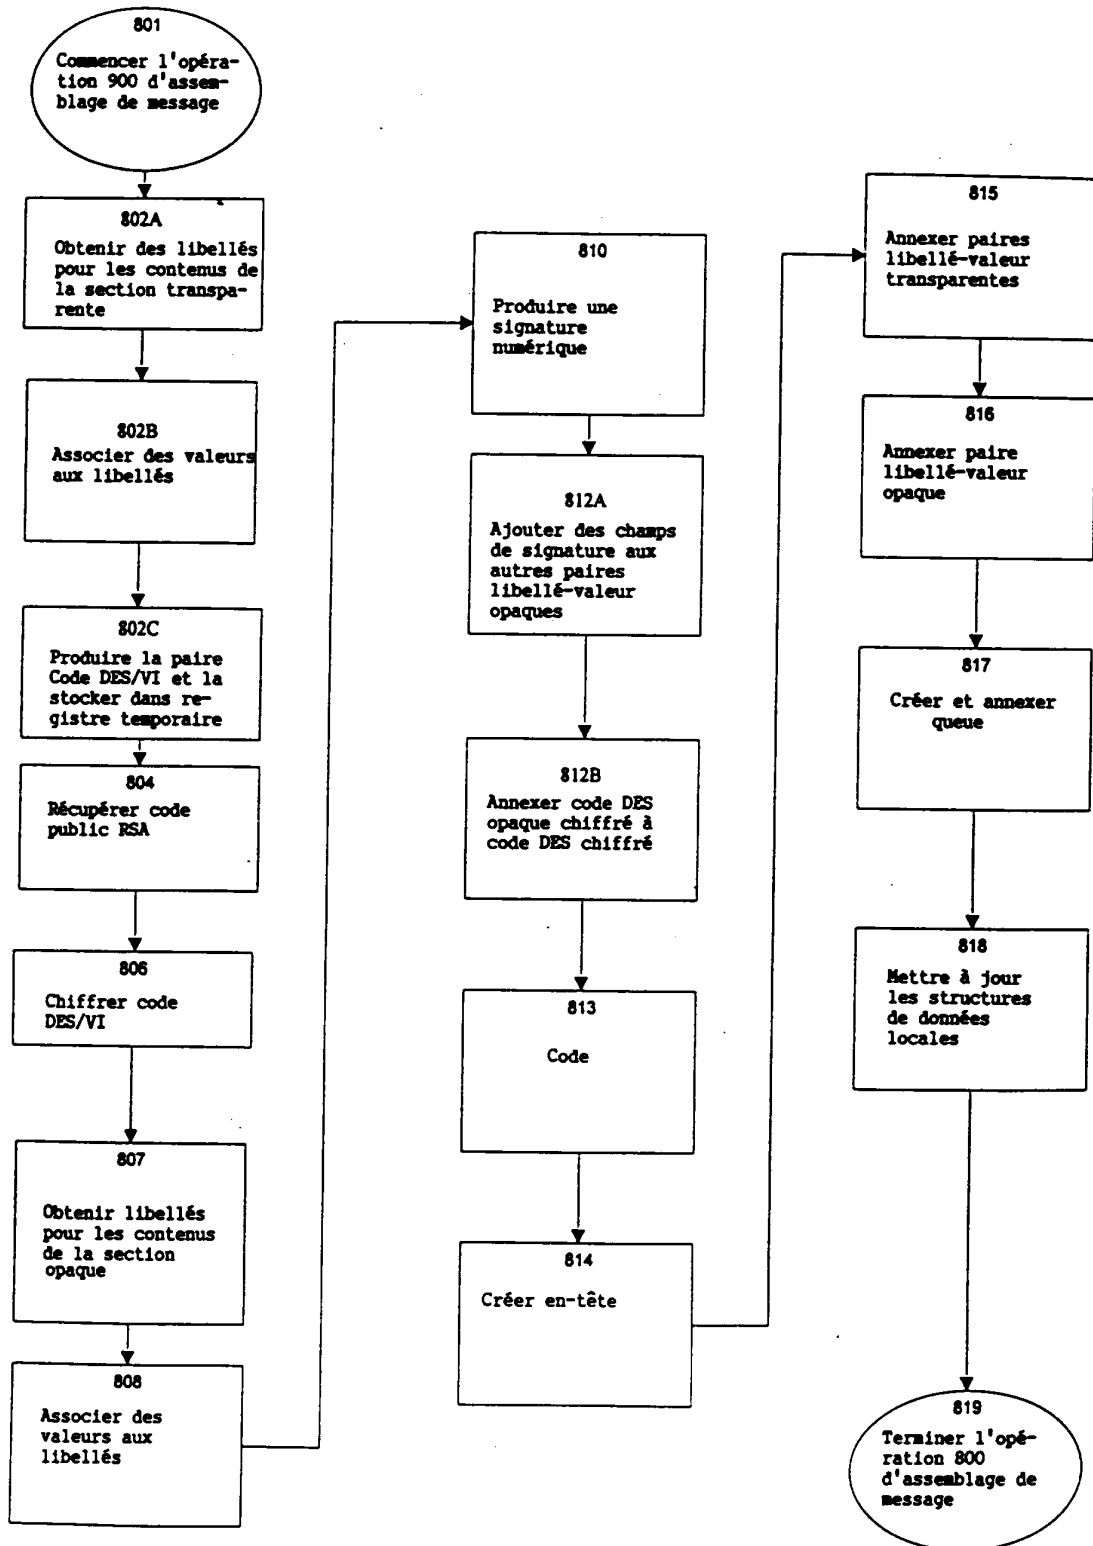 801
Commencer l'opéra-
tion 900 d'assem-
blage de message
802A
Obtenir des libellés
pour les contenus de
la section transpa-
rente
802B
Associer des valeurs
aux libellés
802C
Produire la paire
Code DES/VI et la
stocker dans re-
gistre temporaire
804
Récupérer code
public RSA
806
Chiffrer code
DES/VI
807
Obtenir libellés
pour les contenus
de la section
opaque
808
Associer des
valeurs aux
libellés
810
Produire une
signature
numérique
812A
Ajouter des champs
de signature aux
autres paires
libellé-valeur
opaques
812B
Annexer code DES
opaque chiffré à
code DES chiffré
813
Code
814
Créer en-tête
815
Annexer paires
libellé-valeur
transparentes
816
Annexer paire
libellé-valeur
opaque
817
Créer et annexer
queue
818
Mettre à jour
les structures
de données
locales
819
Terminer l'opé-
ration 800
d'assemblage de
message